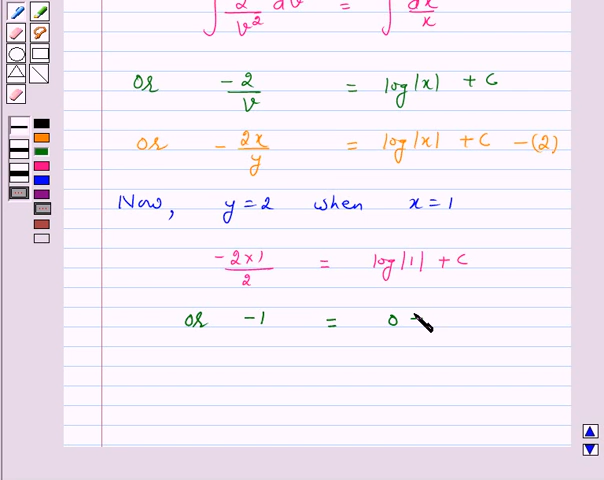 ∫ 2/v² dv = ∫ dx/x
or -2/v = log|x| + C
or - 2x/y = log|x| + C -(2)
Now, y=2 when x=1
-2×1/2 = log|1| + C
or -1 = 0